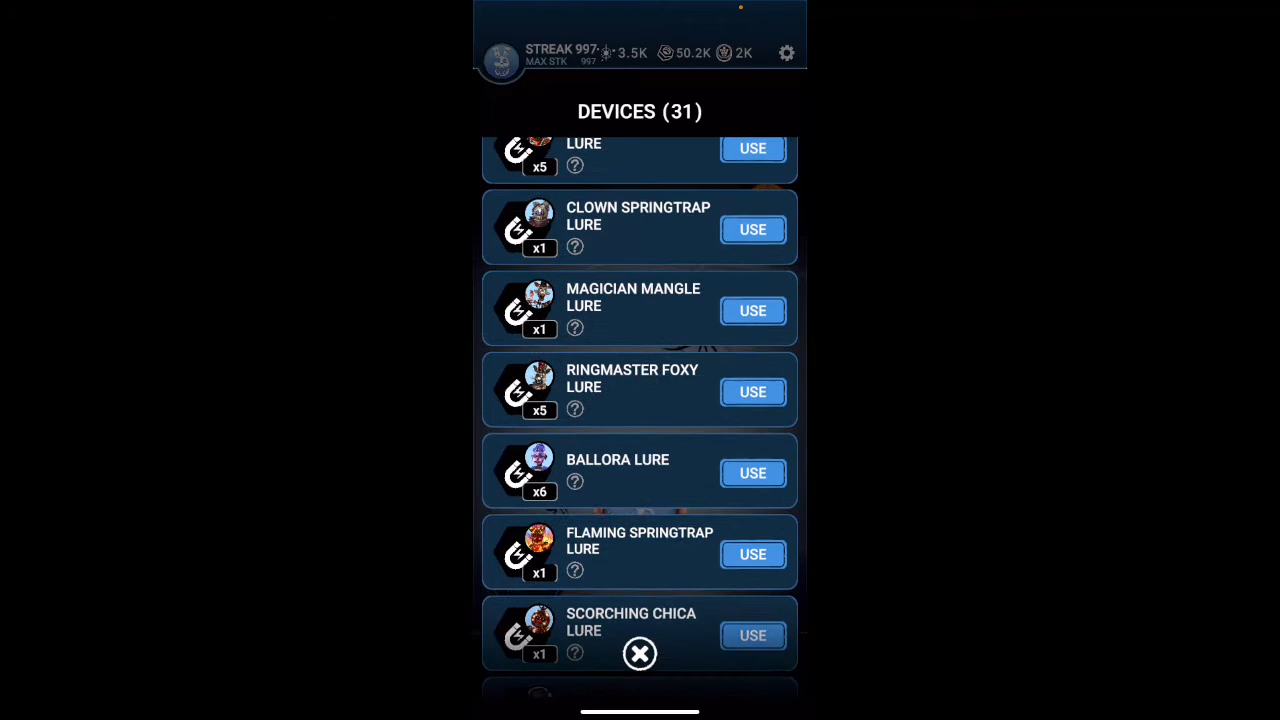 STREAK 997 3.5K 50.2K 2K
MAX STK 997
DEVICES (31)
LURE
USE
x5
?
CLOWN SPRINGTRAP
LURE
USE
x1
?
MAGICIAN MANGLE
LURE
USE
x1
?
RINGMASTER FOXY
LURE
USE
x5
?
BALLORA LURE
USE
x6
?
FLAMING SPRINGTRAP
LURE
USE
x1
?
SCORCHING CHICA
LURE
USE
x1
?